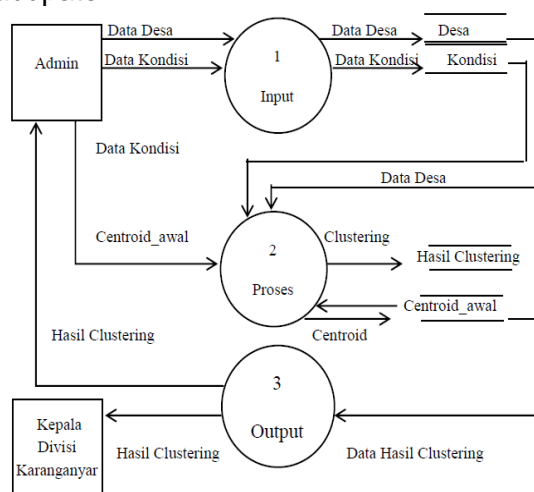 Data Desa
Data Desa
Desa
Admin
1
Data Kondisi
Data Kondisi
Kondisi
Input
Data Kondisi
Data Desa
Centroid_awal
2
Clustering
Hasil Clustering
Proses
Centroid_awal
Hasil Clustering
Centroid
3
Kepala
Divisi
Karanganyar
Output
Hasil Clustering
Data Hasil Clustering